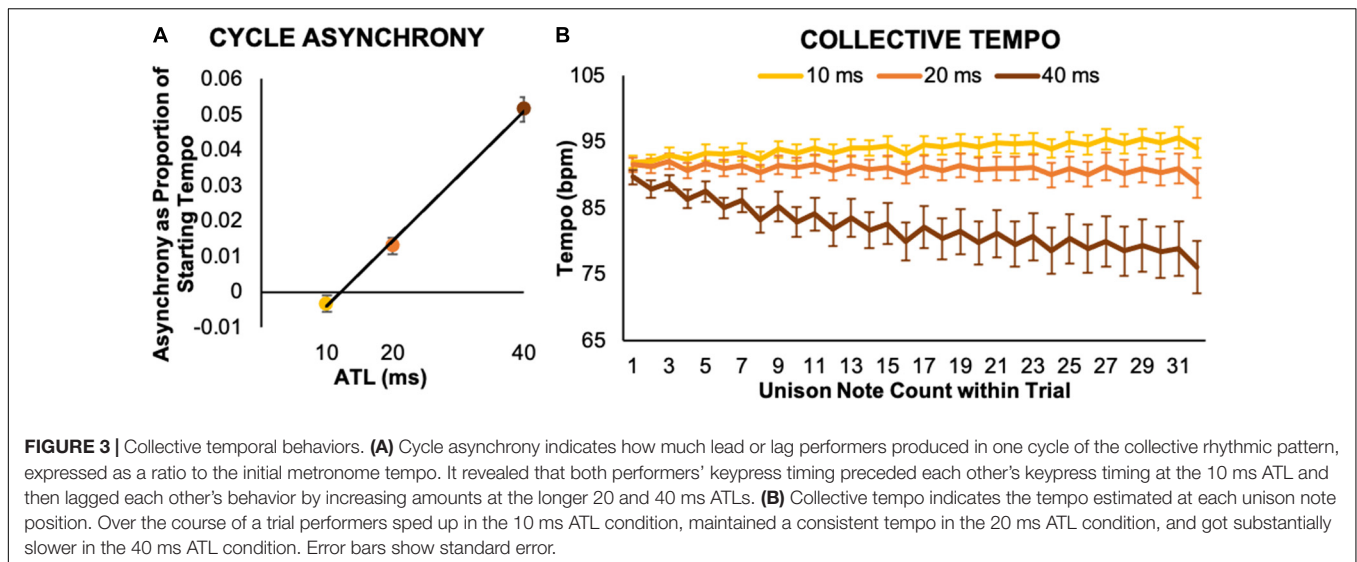 A CYCLE ASYNCHRONY
Asynchrony as Proportion of
Starting Tempo
0.06
0.05
0.04
0.03
0.02
0.01
0
-0.01
10 20 40
ATL (ms)
B COLLECTIVE TEMPO
10 ms 20 ms 40 ms
Tempo (bpm)
105
95
85
75
65
1 3 5 7 9 11 13 15 17 19 21 23 25 27 29 31
Unison Note Count within Trial
FIGURE 3 | Collective temporal behaviors. (A) Cycle asynchrony indicates how much lead or lag performers produced in one cycle of the collective rhythmic pattern,
expressed as a ratio to the initial metronome tempo. It revealed that both performers' keypress timing preceded each other's keypress timing at the 10 ms ATL and
then lagged each other's behavior by increasing amounts at the longer 20 and 40 ms ATLs. (B) Collective tempo indicates the tempo estimated at each unison note
position. Over the course of a trial performers sped up in the 10 ms ATL condition, maintained a consistent tempo in the 20 ms ATL condition, and got substantially
slower in the 40 ms ATL condition. Error bars show standard error.